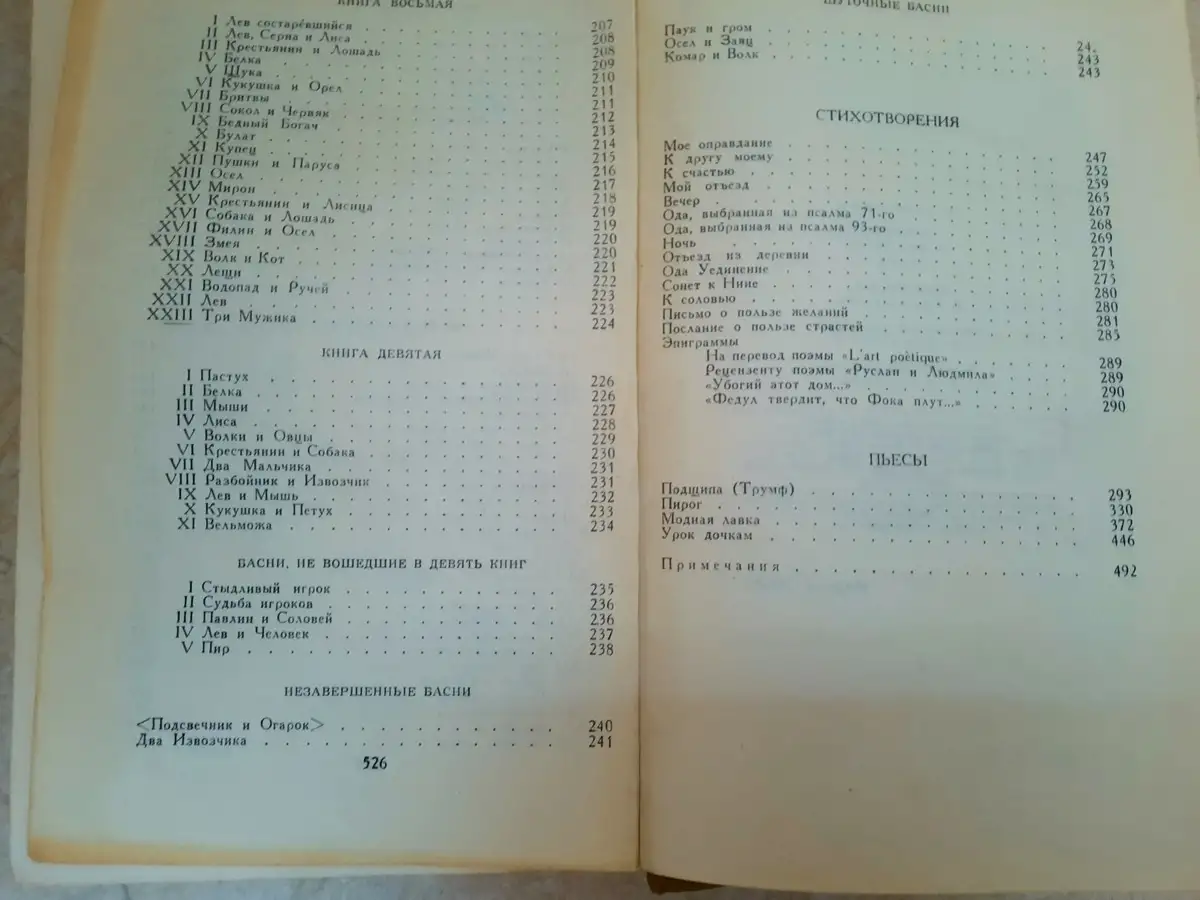 КНИГА ВОСЬМАЯ
I Лев состаревшийся 207
II Лев, Серна и Лиса 208
III Крестьянин и Лошадь 208
IV Белка 209
V Щука 210
VI Кукушка и Орел 211
VII Бритвы 211
VIII Сокол и Червяк 212
IX Бедный Богач 213
X Булат 214
XI Купец 215
XII Пушки и Паруса 216
XIII Осел 217
XIV Мирон 218
XV Крестьянин и Лисица 219
XVI Собака и Лошадь 219
XVII Филин и Осел 220
XVIII Змея 220
XIX Волк и Кот 221
XX Лещи 222
XXI Водопад и Ручей 223
XXII Лев 223
XXIII Три Мужика 224
КНИГА ДЕВЯТАЯ
I Пастух 226
II Белка 226
III Мыши 227
IV Лиса 228
V Волки и Овцы 229
VI Крестьянин и Собака 230
VII Два Мальчика 231
VIII Разбойник и Извозчик 231
IX Лев и Мышь 232
X Кукушка и Петух 233
XI Вельможа 234
БАСНИ, НЕ ВОШЕДШИЕ В ДЕВЯТЬ КНИГ
I Стыдливый игрок 235
II Судьба игроков 236
III Павлин и Соловей 236
IV Лев и Человек 237
V Пир 238
НЕЗАВЕРШЕННЫЕ БАСНИ
<Подсвечник и Огарок> 240
Два Извозчика 241
526
ШУТОЧНЫЕ БАСНИ
Паук и гром 24.
Осел и Заяц 243
Комар и Волк 243
СТИХОТВОРЕНИЯ
Мое оправдание 247
К другу моему 252
К счастью 259
Мой отъезд 265
Вечер 267
Ода, выбранная из псалма 71-го 268
Ода, выбранная из псалма 93-го 269
Ночь 271
Отъезд из деревни 273
Ода Уединение 275
Сонет к Нине 280
К соловью 280
Письмо о пользе желаний 281
Послание о пользе страстей 285
Эпиграммы
На перевод поэмы «L'art poètique» 289
Рецензенту поэмы «Руслан и Людмила» 289
«Убогий этот дом...» 290
«Федул твердит, что Фока плут...» 290
ПЬЕСЫ
Подщипа (Трумф) 293
Пирог 330
Модная лавка 372
Урок дочкам 446
Примечания 492